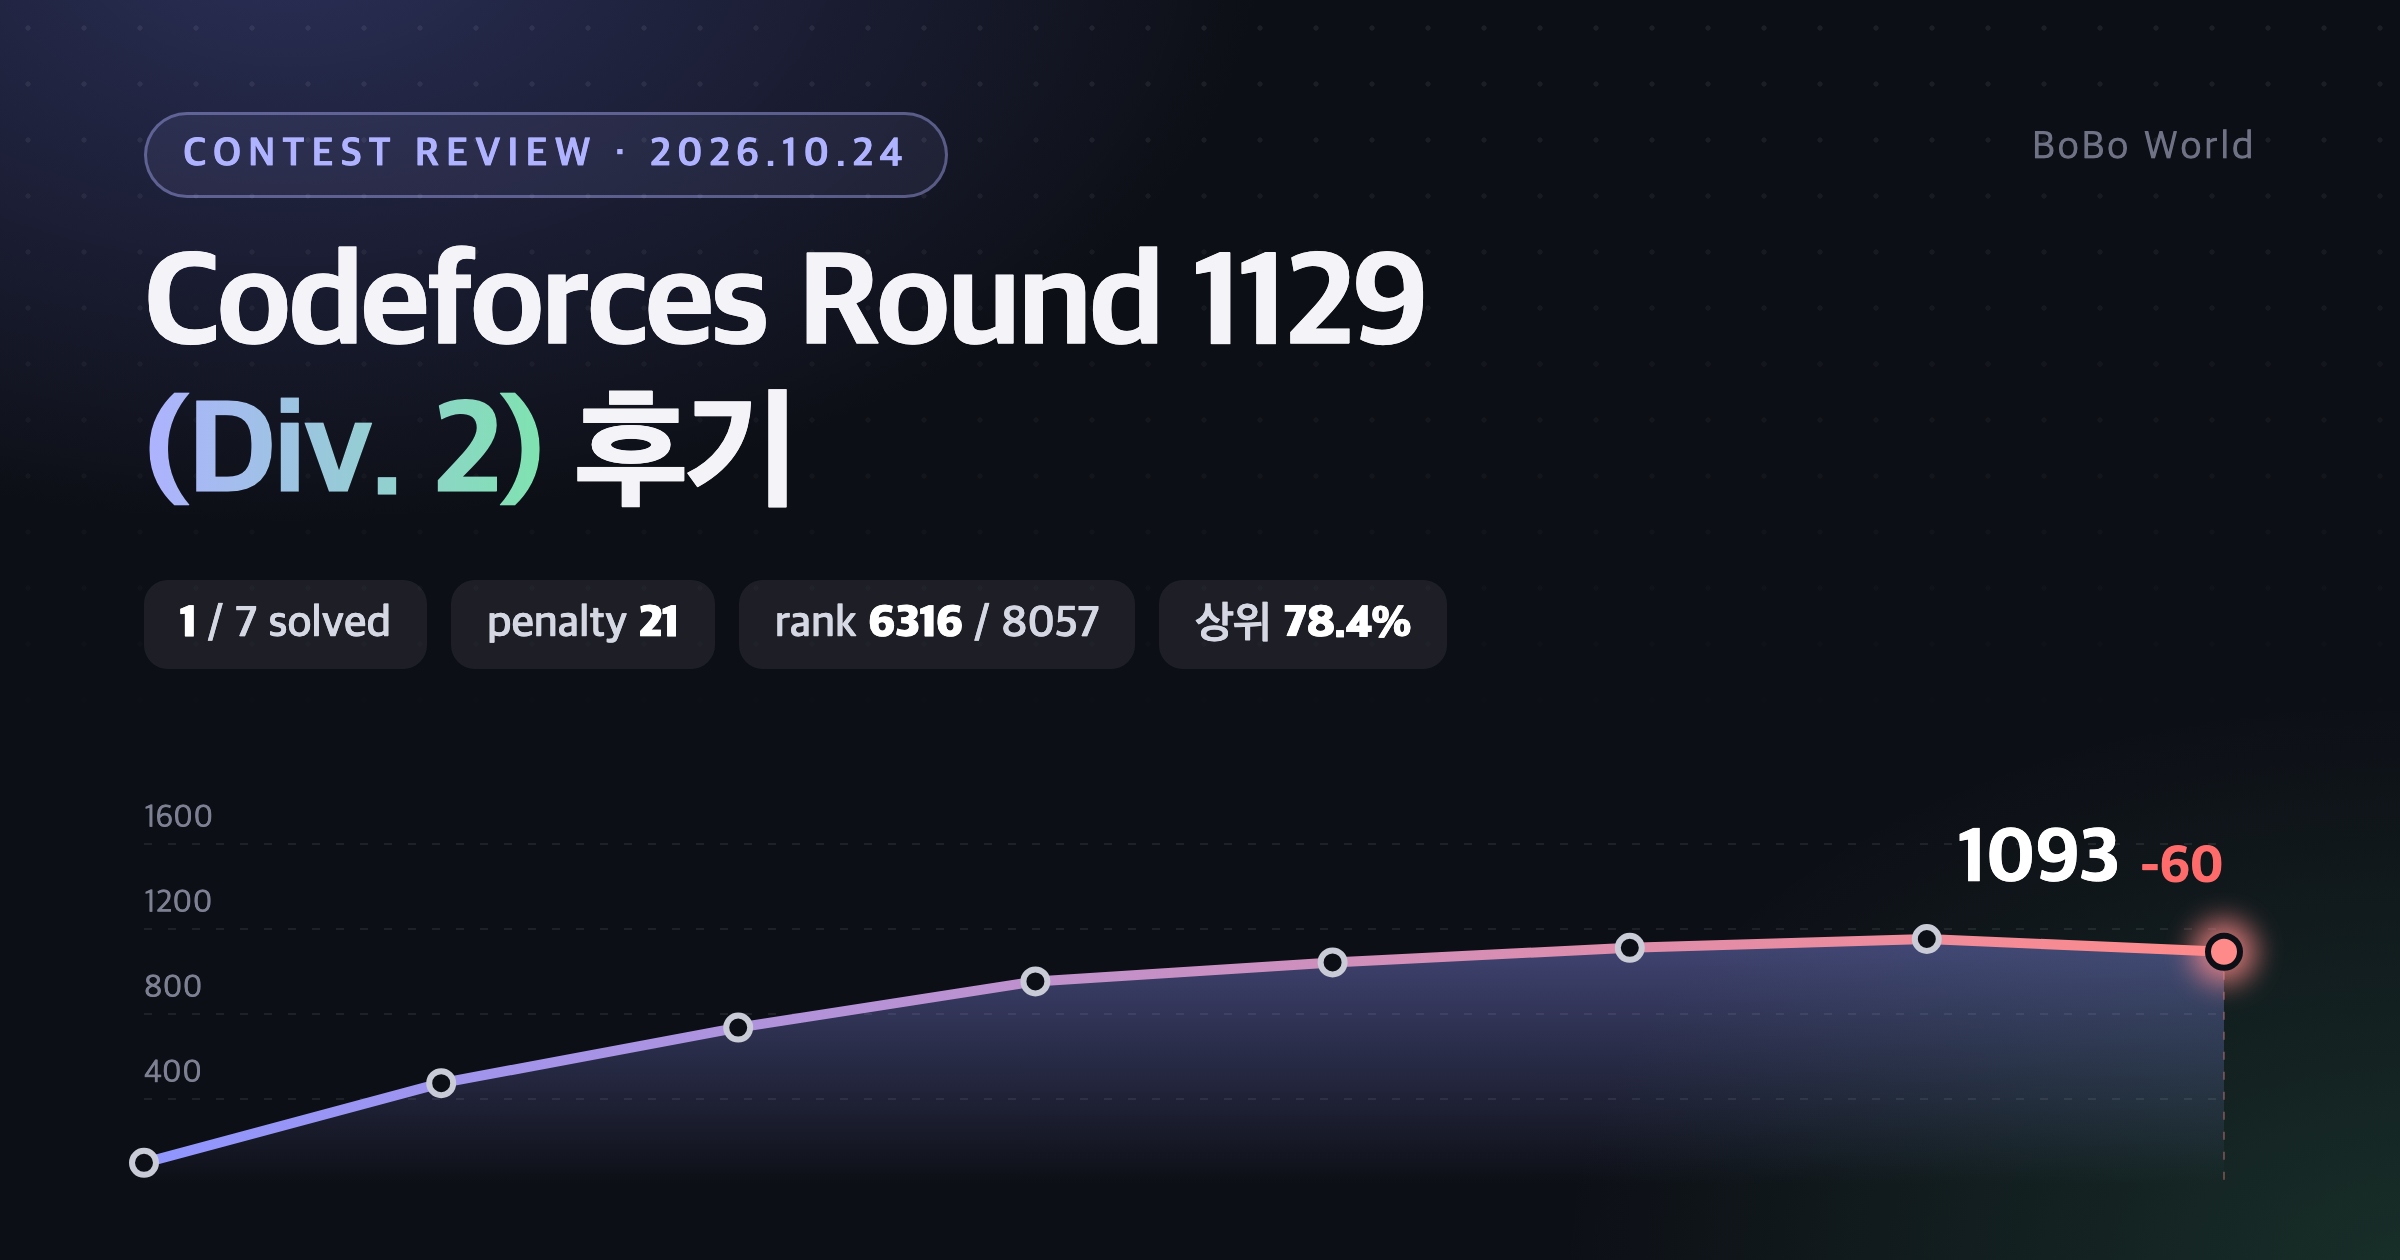 CONTEST REVIEW · 2026.10.24
BoBo World
Codeforces Round 1129
(Div. 2) 후기
1 / 7 solved
penalty 21
rank 6316 / 8057
상위 78.4%
1600
1093 -60
1200
800
400